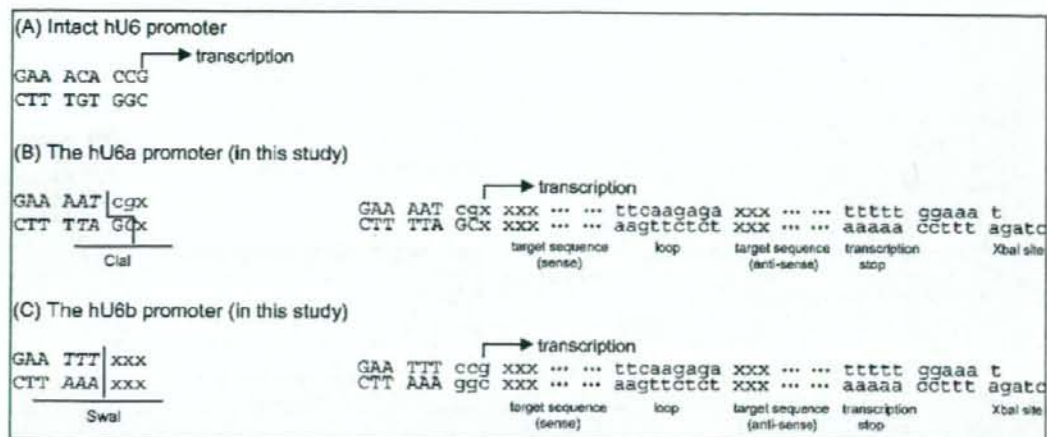 (A) Intact hU6 promoter
transcription
GAA ACA CCG
CTT TGT GGC
(B) The hU6a promoter (in this study)
GAA AAT cgx
CTT TTA GCx
ClaI
transcription
GAA AAT cgx xxx ... ... ttcaagaga xxx ... ... ttttt ggaaa t
CTT TTA GCx xxx ... ... aagttctct xxx ... ... aaaaa ccttt agatc
target sequence (sense) loop target sequence (anti-sense) transcription stop XbaI site
(C) The hU6b promoter (in this study)
GAA TTT xxx
CTT AAA xxx
SwaI
transcription
GAA TTT ccg xxx ... ... ttcaagaga xxx ... ... ttttt ggaaa t
CTT AAA ggc xxx ... ... aagttctct xxx ... ... aaaaa ccttt agatc
target sequence (sense) loop target sequence (anti-sense) transcription stop XbaI site